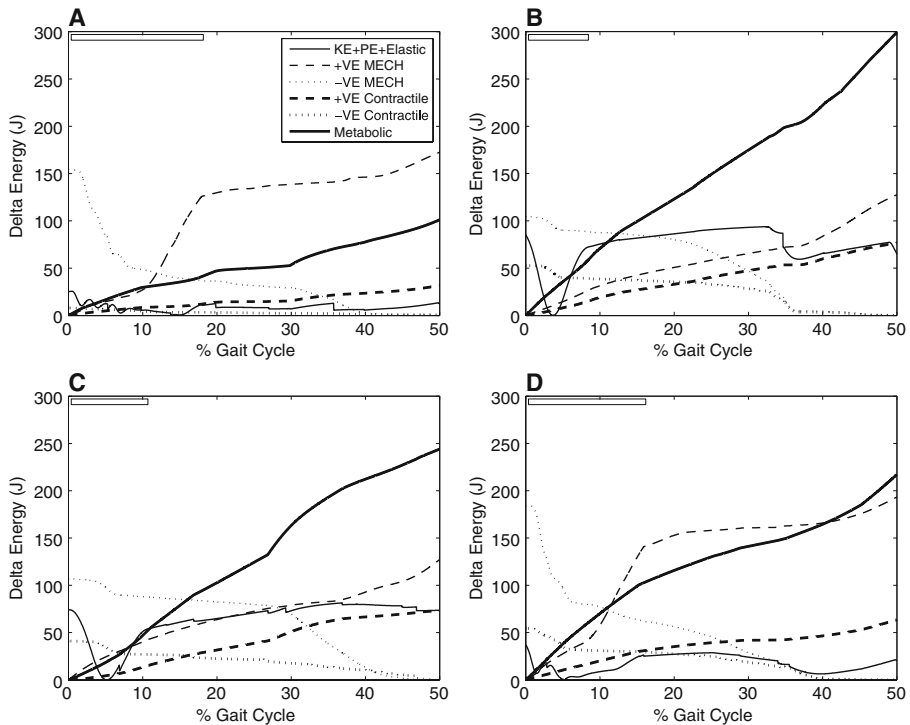 A
300
250
200
150
100
50
0
Delta Energy (J)
KE+PE+Elastic
+VE MECH
−VE MECH
+VE Contractile
−VE Contractile
Metabolic
0 10 20 30 40 50
% Gait Cycle
B
300
250
200
150
100
50
0
Delta Energy (J)
0 10 20 30 40 50
% Gait Cycle
C
300
250
200
150
100
50
0
Delta Energy (J)
0 10 20 30 40 50
% Gait Cycle
D
300
250
200
150
100
50
0
Delta Energy (J)
0 10 20 30 40 50
% Gait Cycle